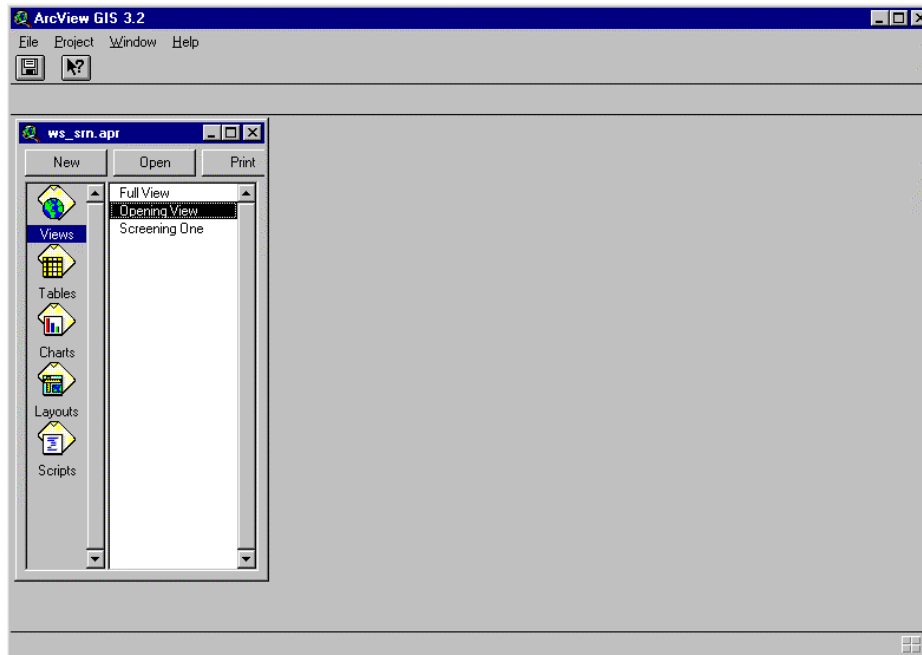 ArcView GIS 3.2
File Project Window Help
ws_srn.apr
New Open Print
Views
Tables
Charts
Layouts
Scripts
Full View
Opening View
Screening One